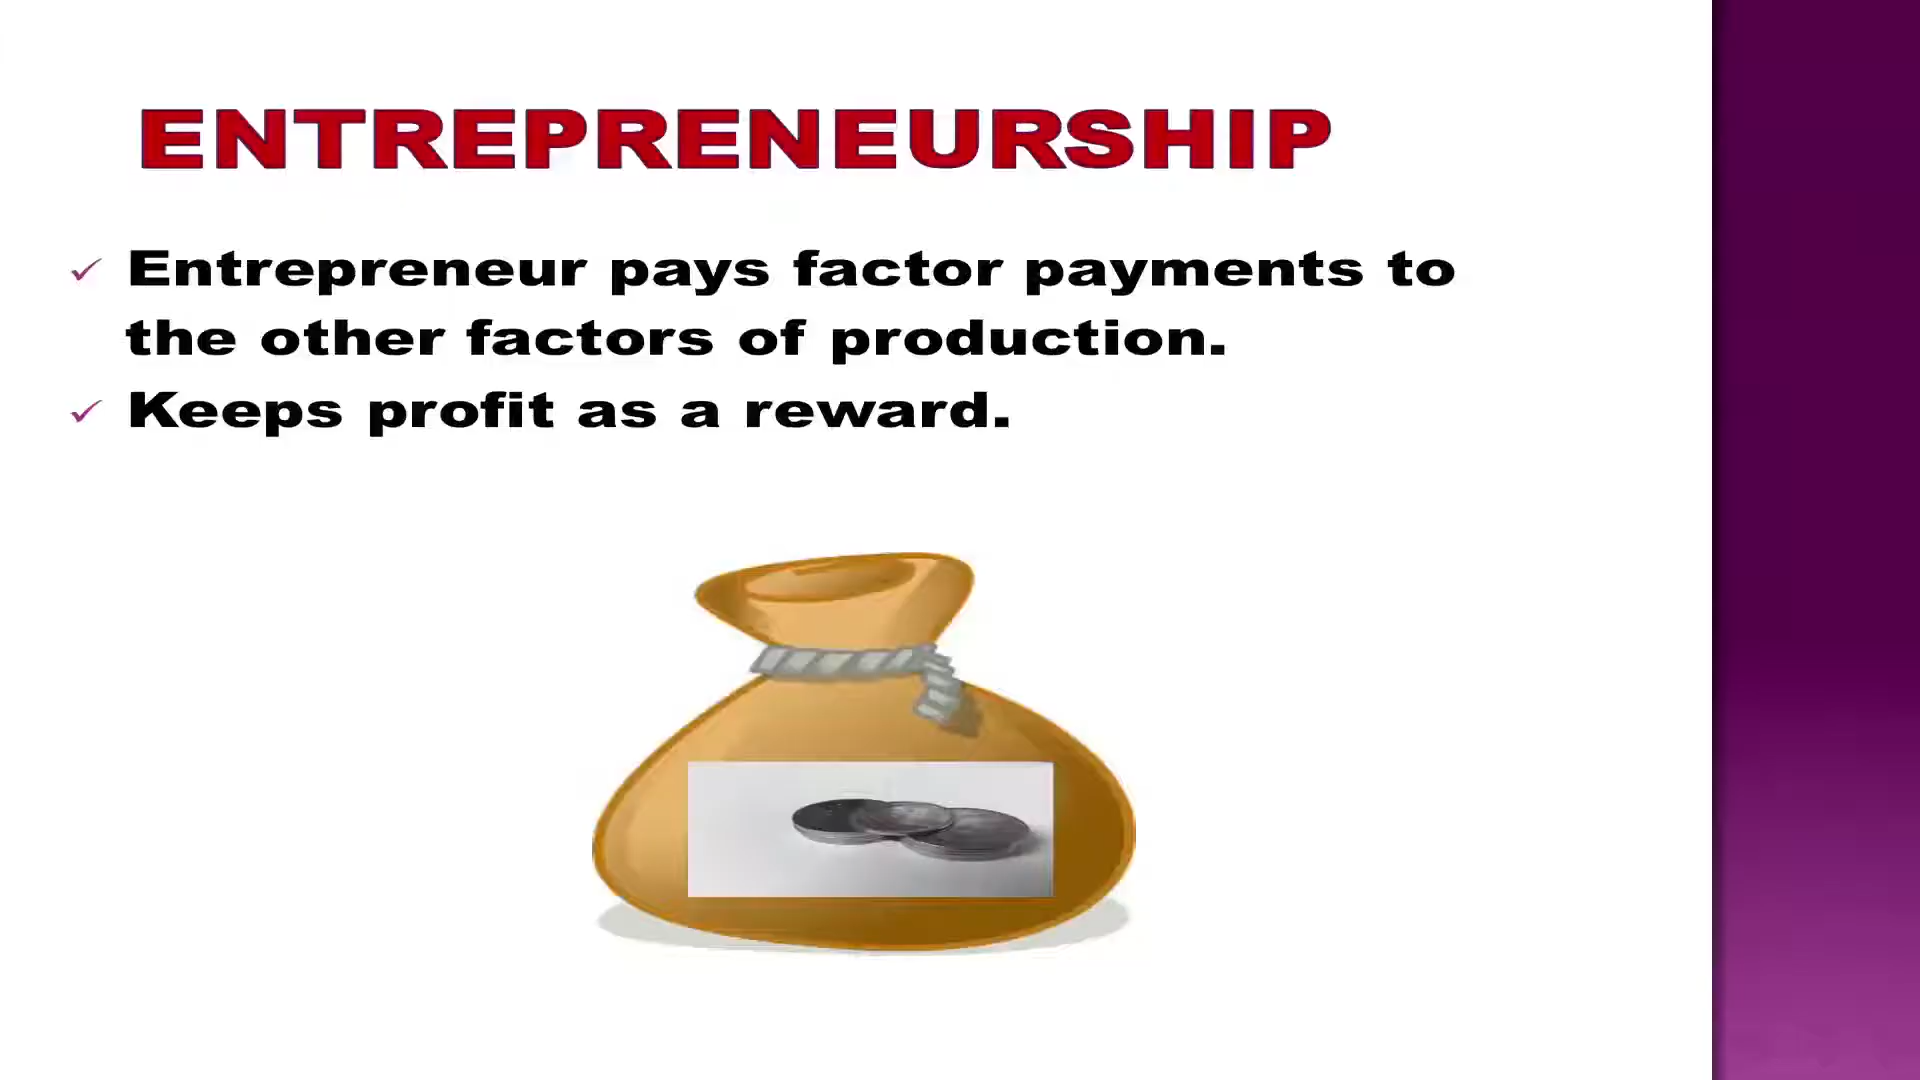 ENTREPRENEURSHIP
Entrepreneur pays factor payments to
the other factors of production.
Keeps profit as a reward.